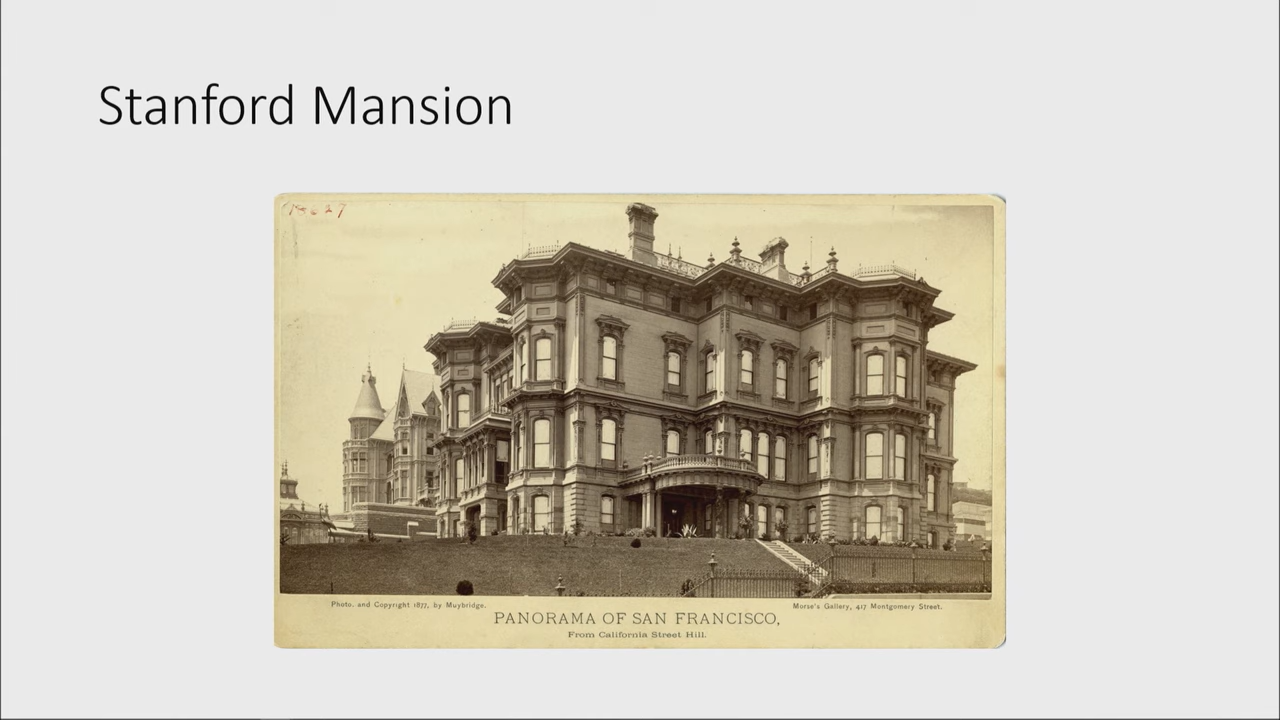 Stanford Mansion
Photo. and Copyright 1877, by Muybridge.
Morse's Gallery, 417 Montgomery Street.
PANORAMA OF SAN FRANCISCO,
From California Street Hill.